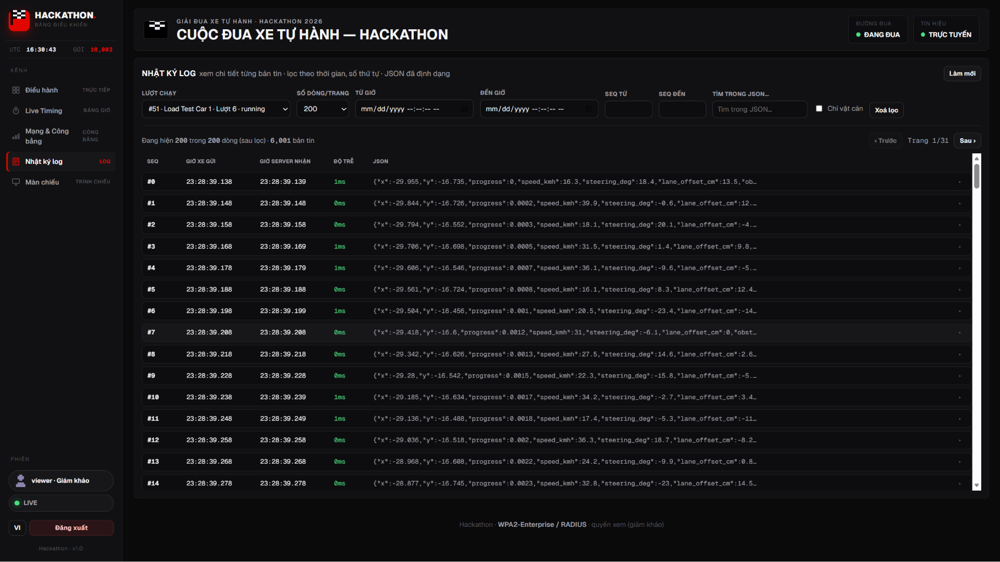 HACKATHON.
BẢNG ĐIỀU KHIỂN
UTC 16:30:43 GÓI 18,003
KÊNH
Điều hành TRỰC TIẾP
Live Timing BẢNG GIỜ
Mạng & Công bằng CÔNG BẰNG
Nhật ký log LOG
Màn chiếu TRÌNH CHIẾU
PHIÊN
viewer · Giám khảo
LIVE
VI Đăng xuất
Hackathon · v1.0
GIẢI ĐUA XE TỰ HÀNH · HACKATHON 2026
CUỘC ĐUA XE TỰ HÀNH — HACKATHON
ĐƯỜNG ĐUA
ĐANG ĐUA
TÍN HIỆU
TRỰC TUYẾN
NHẬT KÝ LOG xem chi tiết từng bản tin · lọc theo thời gian, số thứ tự · JSON đã định dạng
Làm mới
LƯỢT CHẠY SỐ DÒNG/TRANG TỪ GIỜ ĐẾN GIỜ SEQ TỪ SEQ ĐẾN TÌM TRONG JSON…
#51 · Load Test Car 1 · Lượt 6 · running 200 mm/dd/yyyy --:--:-- -- mm/dd/yyyy --:--:-- -- Tìm trong JSON… Chỉ vật cản Xoá lọc
Đang hiện 200 trong 200 dòng (sau lọc) · 6,001 bản tin
‹ Trước Trang 1/31 Sau ›
SEQ GIỜ XE GỬI GIỜ SERVER NHẬN ĐỘ TRỄ JSON
#0 23:28:39.138 23:28:39.139 1ms {"x":-29.955,"y":-16.735,"progress":0,"speed_kmh":16.3,"steering_deg":18.4,"lane_offset_cm":13.5,"ob…
#1 23:28:39.148 23:28:39.148 0ms {"x":-29.844,"y":-16.726,"progress":0.0002,"speed_kmh":39.9,"steering_deg":-0.6,"lane_offset_cm":12.…
#2 23:28:39.158 23:28:39.158 0ms {"x":-29.794,"y":-16.552,"progress":0.0003,"speed_kmh":18.1,"steering_deg":20.1,"lane_offset_cm":-4.…
#3 23:28:39.168 23:28:39.169 1ms {"x":-29.706,"y":-16.698,"progress":0.0005,"speed_kmh":31.5,"steering_deg":1.4,"lane_offset_cm":9.8,…
#4 23:28:39.178 23:28:39.179 1ms {"x":-29.606,"y":-16.546,"progress":0.0007,"speed_kmh":36.1,"steering_deg":-9.6,"lane_offset_cm":-5.…
#5 23:28:39.188 23:28:39.188 0ms {"x":-29.561,"y":-16.724,"progress":0.0008,"speed_kmh":16.1,"steering_deg":8.3,"lane_offset_cm":12.4…
#6 23:28:39.198 23:28:39.199 1ms {"x":-29.504,"y":-16.456,"progress":0.001,"speed_kmh":20.5,"steering_deg":-23.4,"lane_offset_cm":-14…
#7 23:28:39.208 23:28:39.208 0ms {"x":-29.418,"y":-16.6,"progress":0.0012,"speed_kmh":31,"steering_deg":-6.1,"lane_offset_cm":0,"obst…
#8 23:28:39.218 23:28:39.218 0ms {"x":-29.342,"y":-16.626,"progress":0.0013,"speed_kmh":27.5,"steering_deg":14.6,"lane_offset_cm":2.6…
#9 23:28:39.228 23:28:39.228 0ms {"x":-29.28,"y":-16.542,"progress":0.0015,"speed_kmh":22.3,"steering_deg":-15.8,"lane_offset_cm":-5.…
#10 23:28:39.238 23:28:39.239 1ms {"x":-29.185,"y":-16.634,"progress":0.0017,"speed_kmh":34.2,"steering_deg":-2.7,"lane_offset_cm":3.4…
#11 23:28:39.248 23:28:39.249 1ms {"x":-29.136,"y":-16.488,"progress":0.0018,"speed_kmh":17.4,"steering_deg":-5.3,"lane_offset_cm":-11…
#12 23:28:39.258 23:28:39.258 0ms {"x":-29.036,"y":-16.518,"progress":0.002,"speed_kmh":36.3,"steering_deg":18.7,"lane_offset_cm":-8.2…
#13 23:28:39.268 23:28:39.268 0ms {"x":-28.968,"y":-16.608,"progress":0.0022,"speed_kmh":24.2,"steering_deg":-9.9,"lane_offset_cm":0.8…
#14 23:28:39.278 23:28:39.278 0ms {"x":-28.877,"y":-16.745,"progress":0.0023,"speed_kmh":32.8,"steering_deg":-23,"lane_offset_cm":14.5…
Hackathon · WPA2-Enterprise / RADIUS · quyền xem (giám khảo)